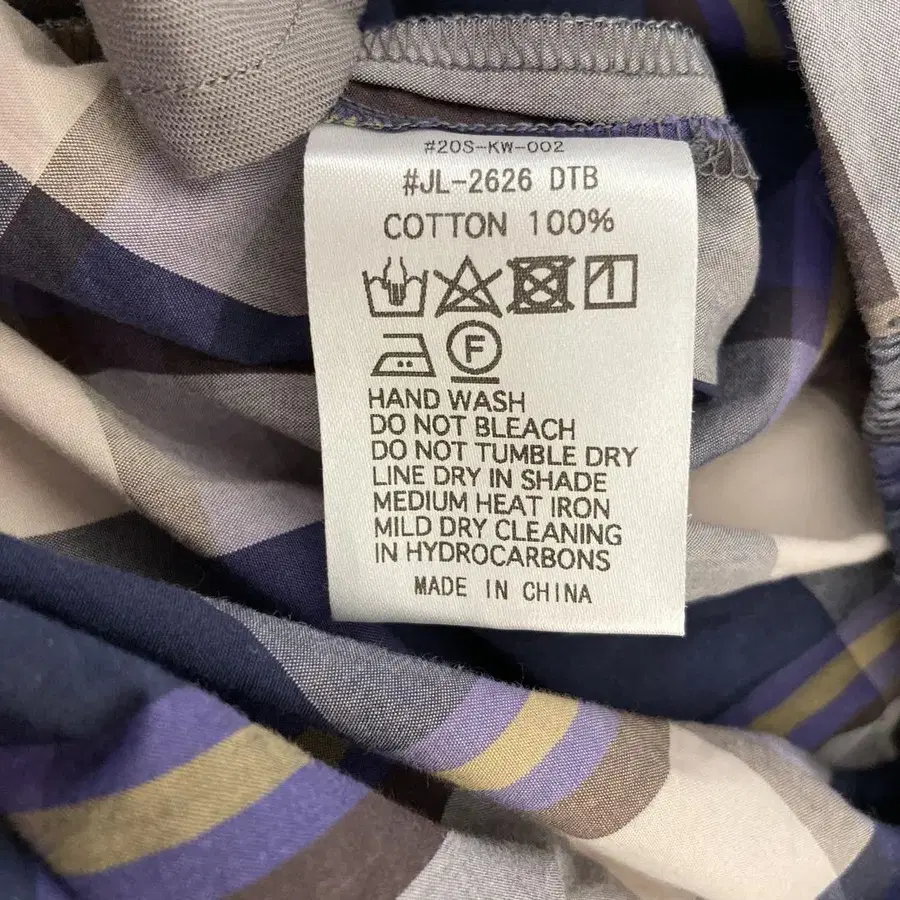 #20S-KW-002
#JL-2626 DTB
COTTON 100%
F
HAND WASH
DO NOT BLEACH
DO NOT TUMBLE DRY
LINE DRY IN SHADE
MEDIUM HEAT IRON
MILD DRY CLEANING
IN HYDROCARBONS
MADE IN CHINA